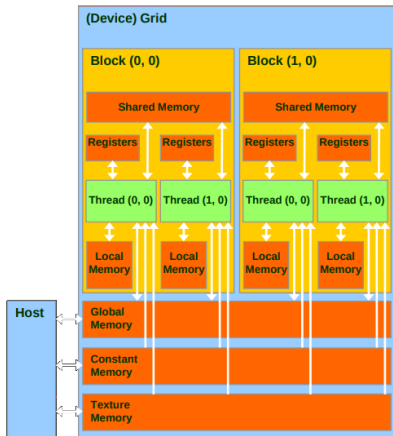 (Device) Grid
Block (0, 0)
Block (1, 0)
Shared Memory
Shared Memory
Registers
Registers
Registers
Registers
Thread (0, 0)
Thread (1, 0)
Thread (0, 0)
Thread (1, 0)
Local
Memory
Local
Memory
Local
Memory
Local
Memory
Host
Global
Memory
Constant
Memory
Texture
Memory